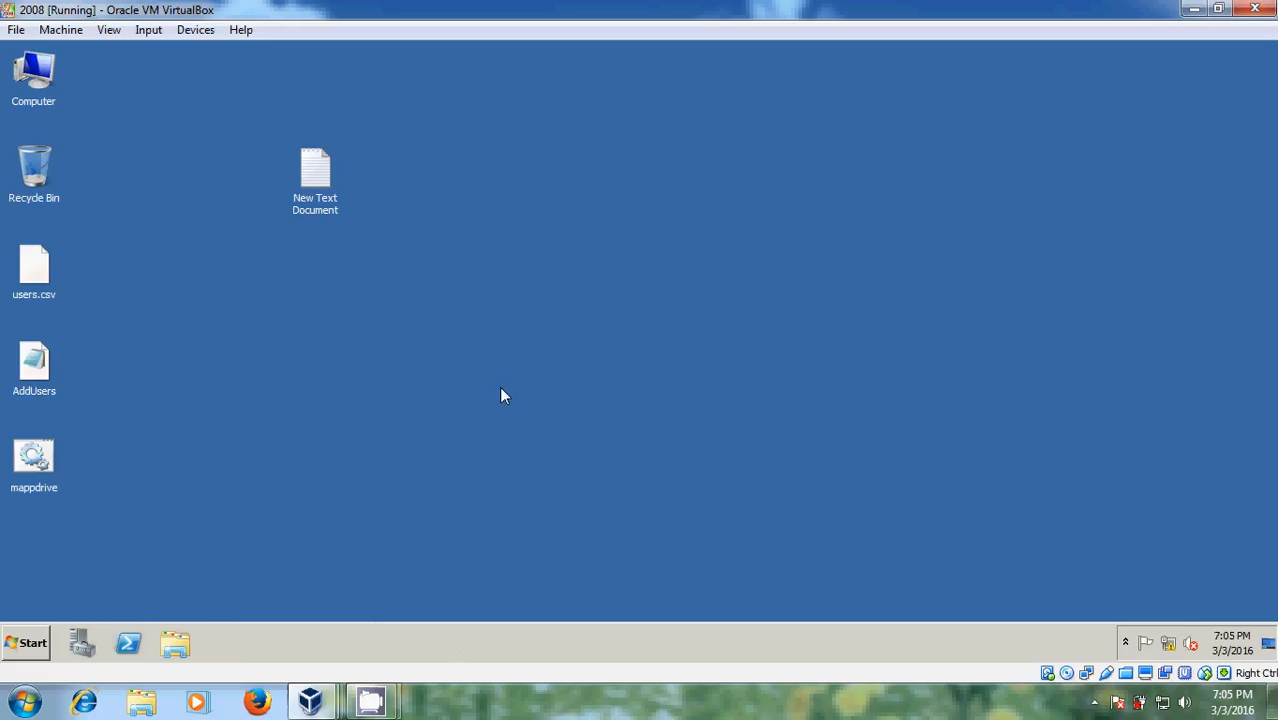 2008 [Running] - Oracle VM VirtualBox
File Machine View Input Devices Help
Computer
Recycle Bin
New Text
Document
users.csv
AddUsers
mappdrive
Start
7:05 PM
3/3/2016
Right Ctrl
7:05 PM
3/3/2016